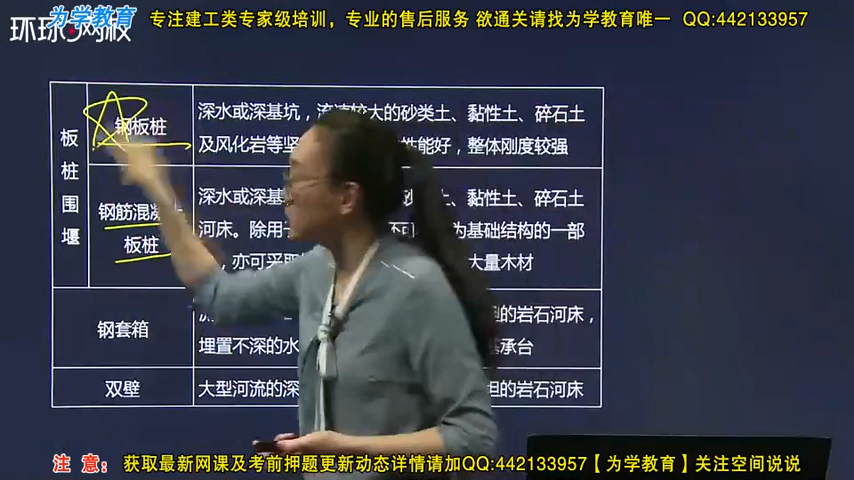 为学教育
环球网校
专注建工类专家级培训，专业的售后服务 欲通关请找为学教育唯一 QQ:442133957
板桩围堰
钢板桩
深水或深基坑，流速较大的砂类土、黏性土、碎石土
及风化岩等坚 性能好，整体刚度较强
钢筋混凝
板桩
深水或深基 土、黏性土、碎石土
河床。除用于 为基础结构的一部
，亦可采 大量木材
钢套箱
的岩石河床，
埋置不深的水 承台
双壁
大型河流的深 坦的岩石河床
注 意： 获取最新网课及考前押题更新动态详情请加QQ:442133957【为学教育】关注空间说说